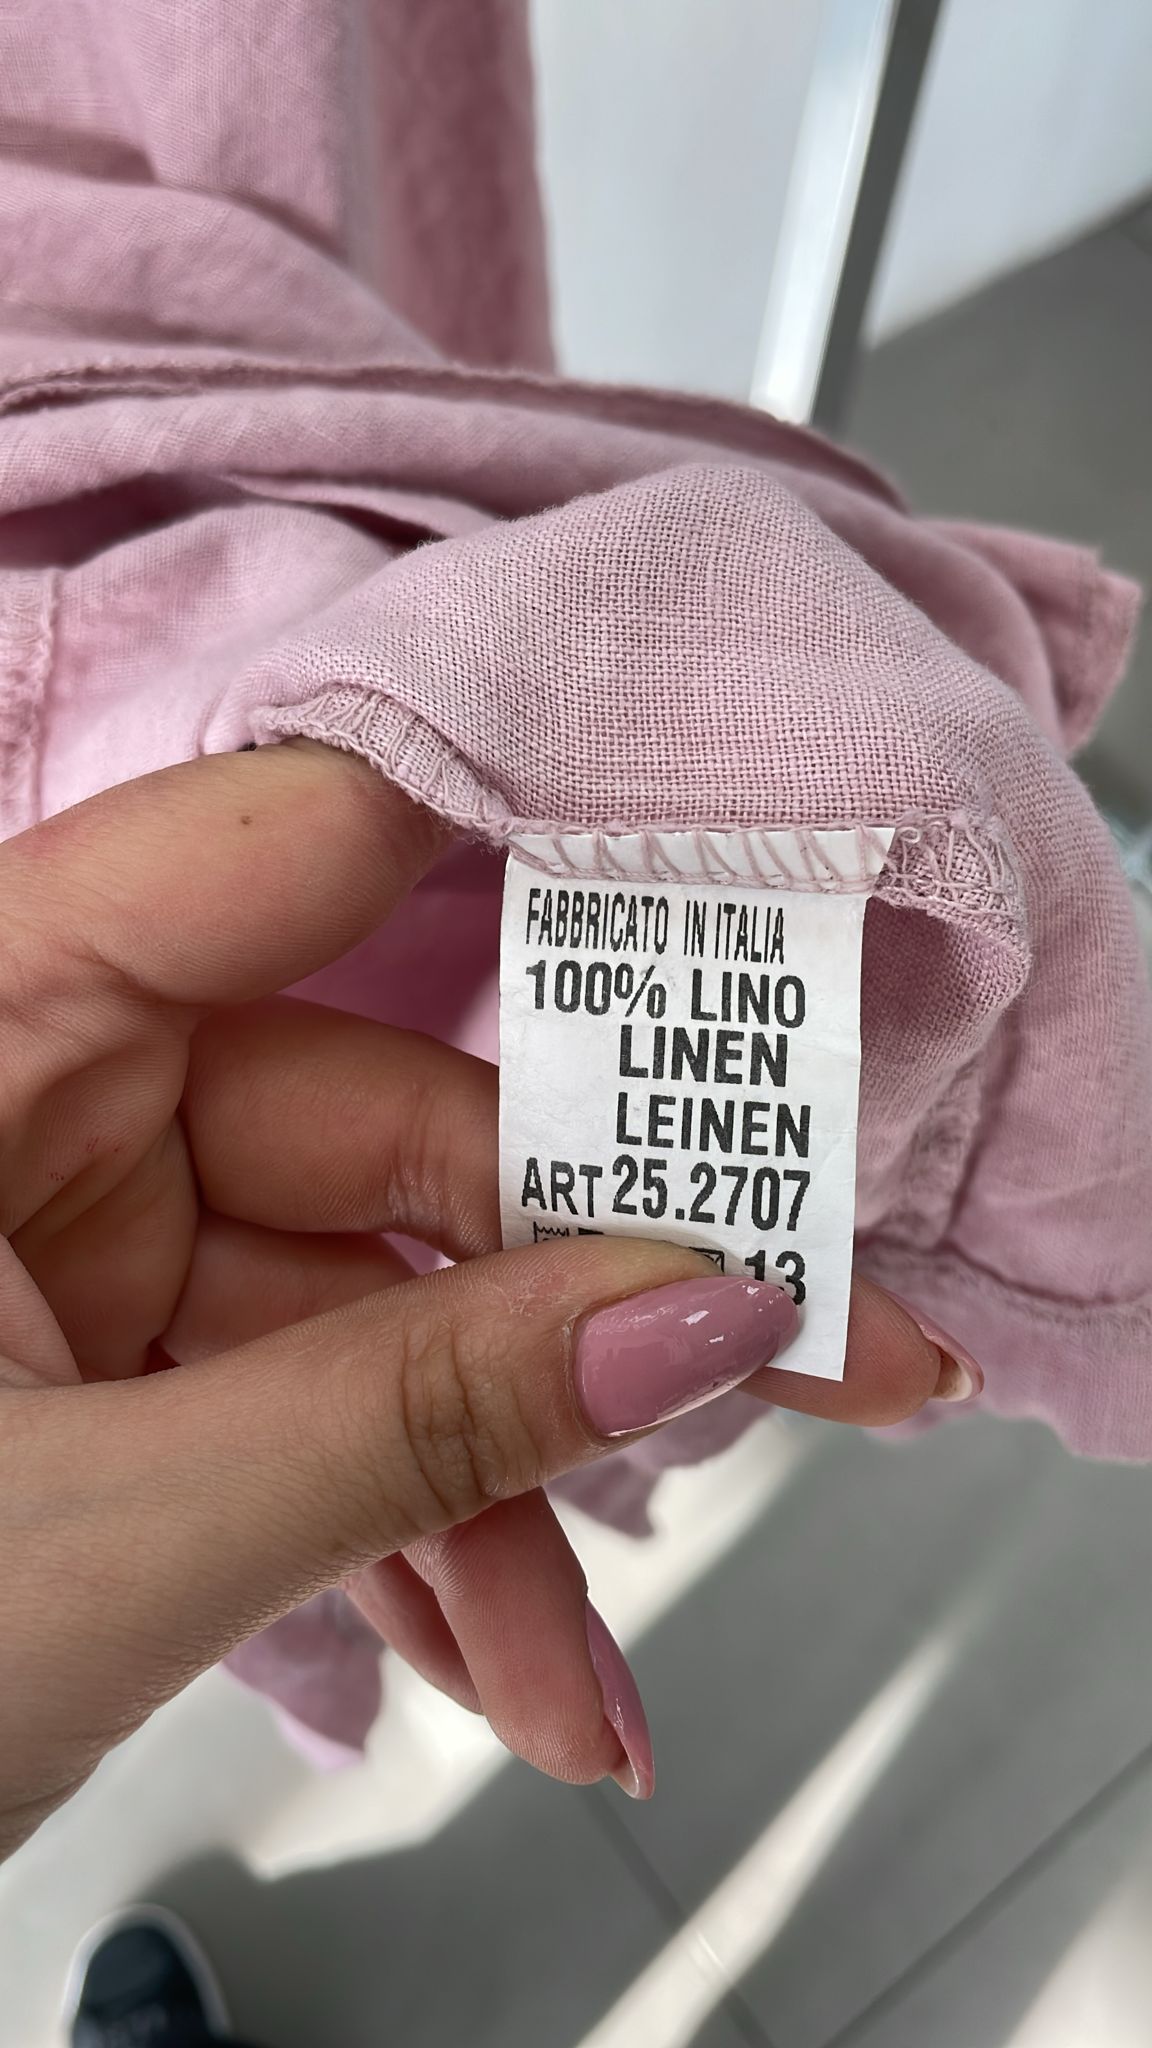 FABBRICATO IN ITALIA
100% LINO
LINEN
LEINEN
ART 25.2707
13